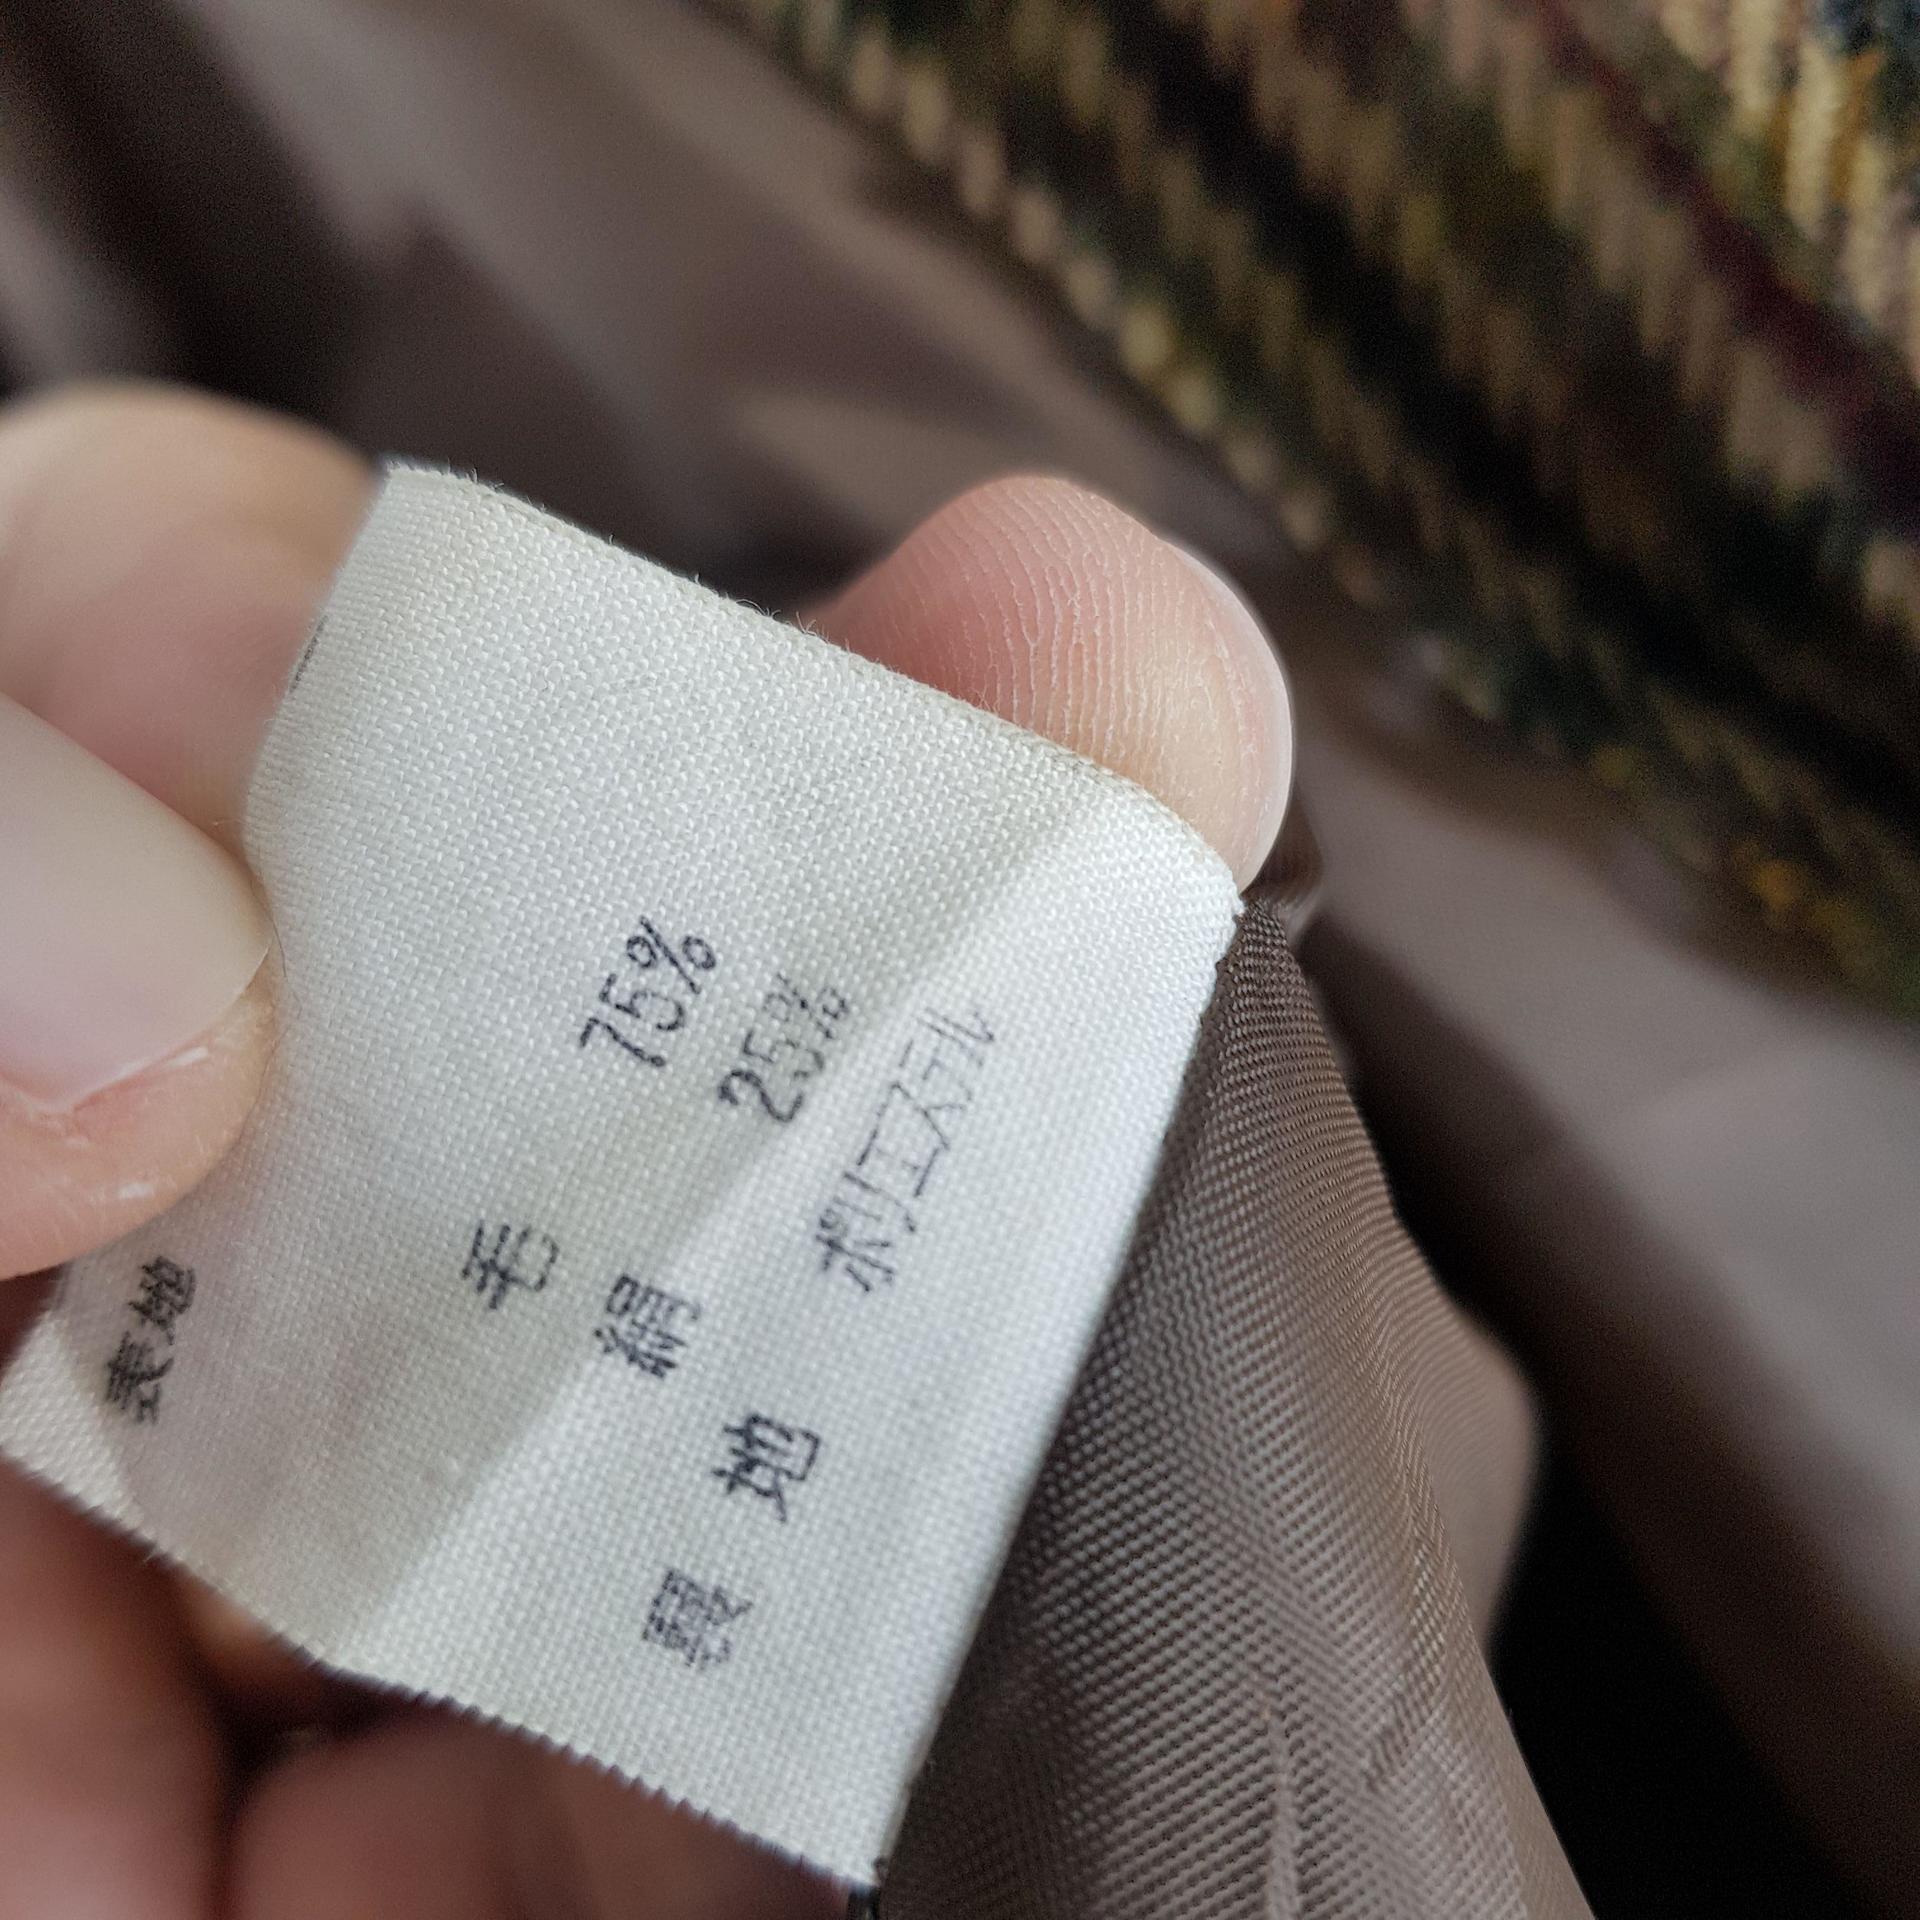 表地
毛 75%
絹 25%
裏地 ポリエステル